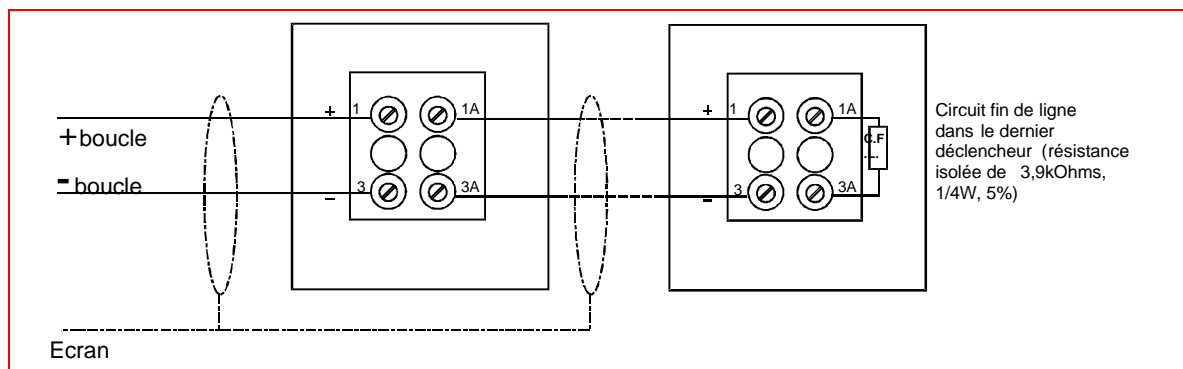 + 1 1A + 1 1A
+ boucle
- boucle
3 3A 3 3A
− -
C.F
Circuit fin de ligne
dans le dernier
déclencheur (résistance
isolée de 3,9kOhms,
1/4W, 5%)
Ecran